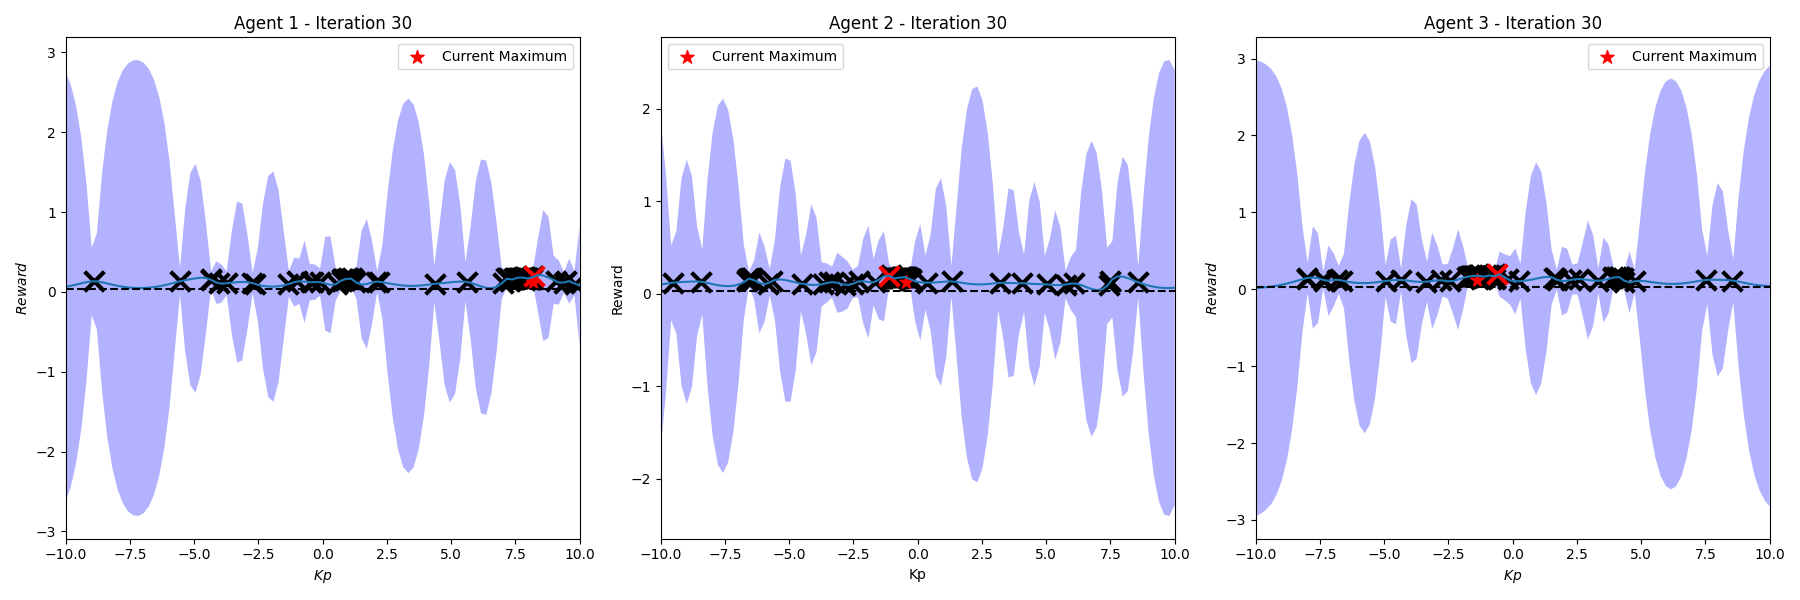 Agent 1 - Iteration 30
Current Maximum
3
2
1
0
−1
−2
−3
Reward
−10.0 −7.5 −5.0 −2.5 0.0 2.5 5.0 7.5 10.0
Kp
Agent 2 - Iteration 30
Current Maximum
2
1
0
−1
−2
Reward
−10.0 −7.5 −5.0 −2.5 0.0 2.5 5.0 7.5 10.0
Kp
Agent 3 - Iteration 30
Current Maximum
3
2
1
0
−1
−2
−3
Reward
−10.0 −7.5 −5.0 −2.5 0.0 2.5 5.0 7.5 10.0
Kp